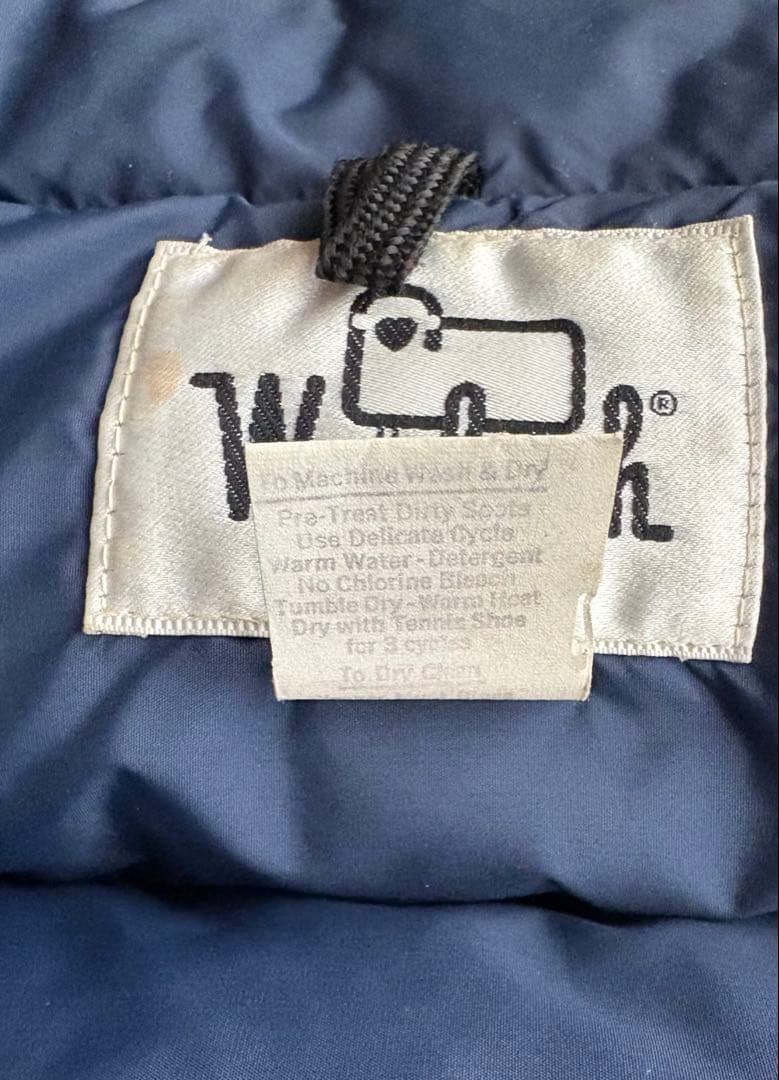 W h®
To Machine Wash & Dry
Pre-Treat Dirty Spots
Use Delicate Cycle
Warm Water-Detergent
No Chlorine Bleach
Tumble Dry-Warm Heat
Dry with Tennis Shoe
for 3 cycles
To Dry Clean